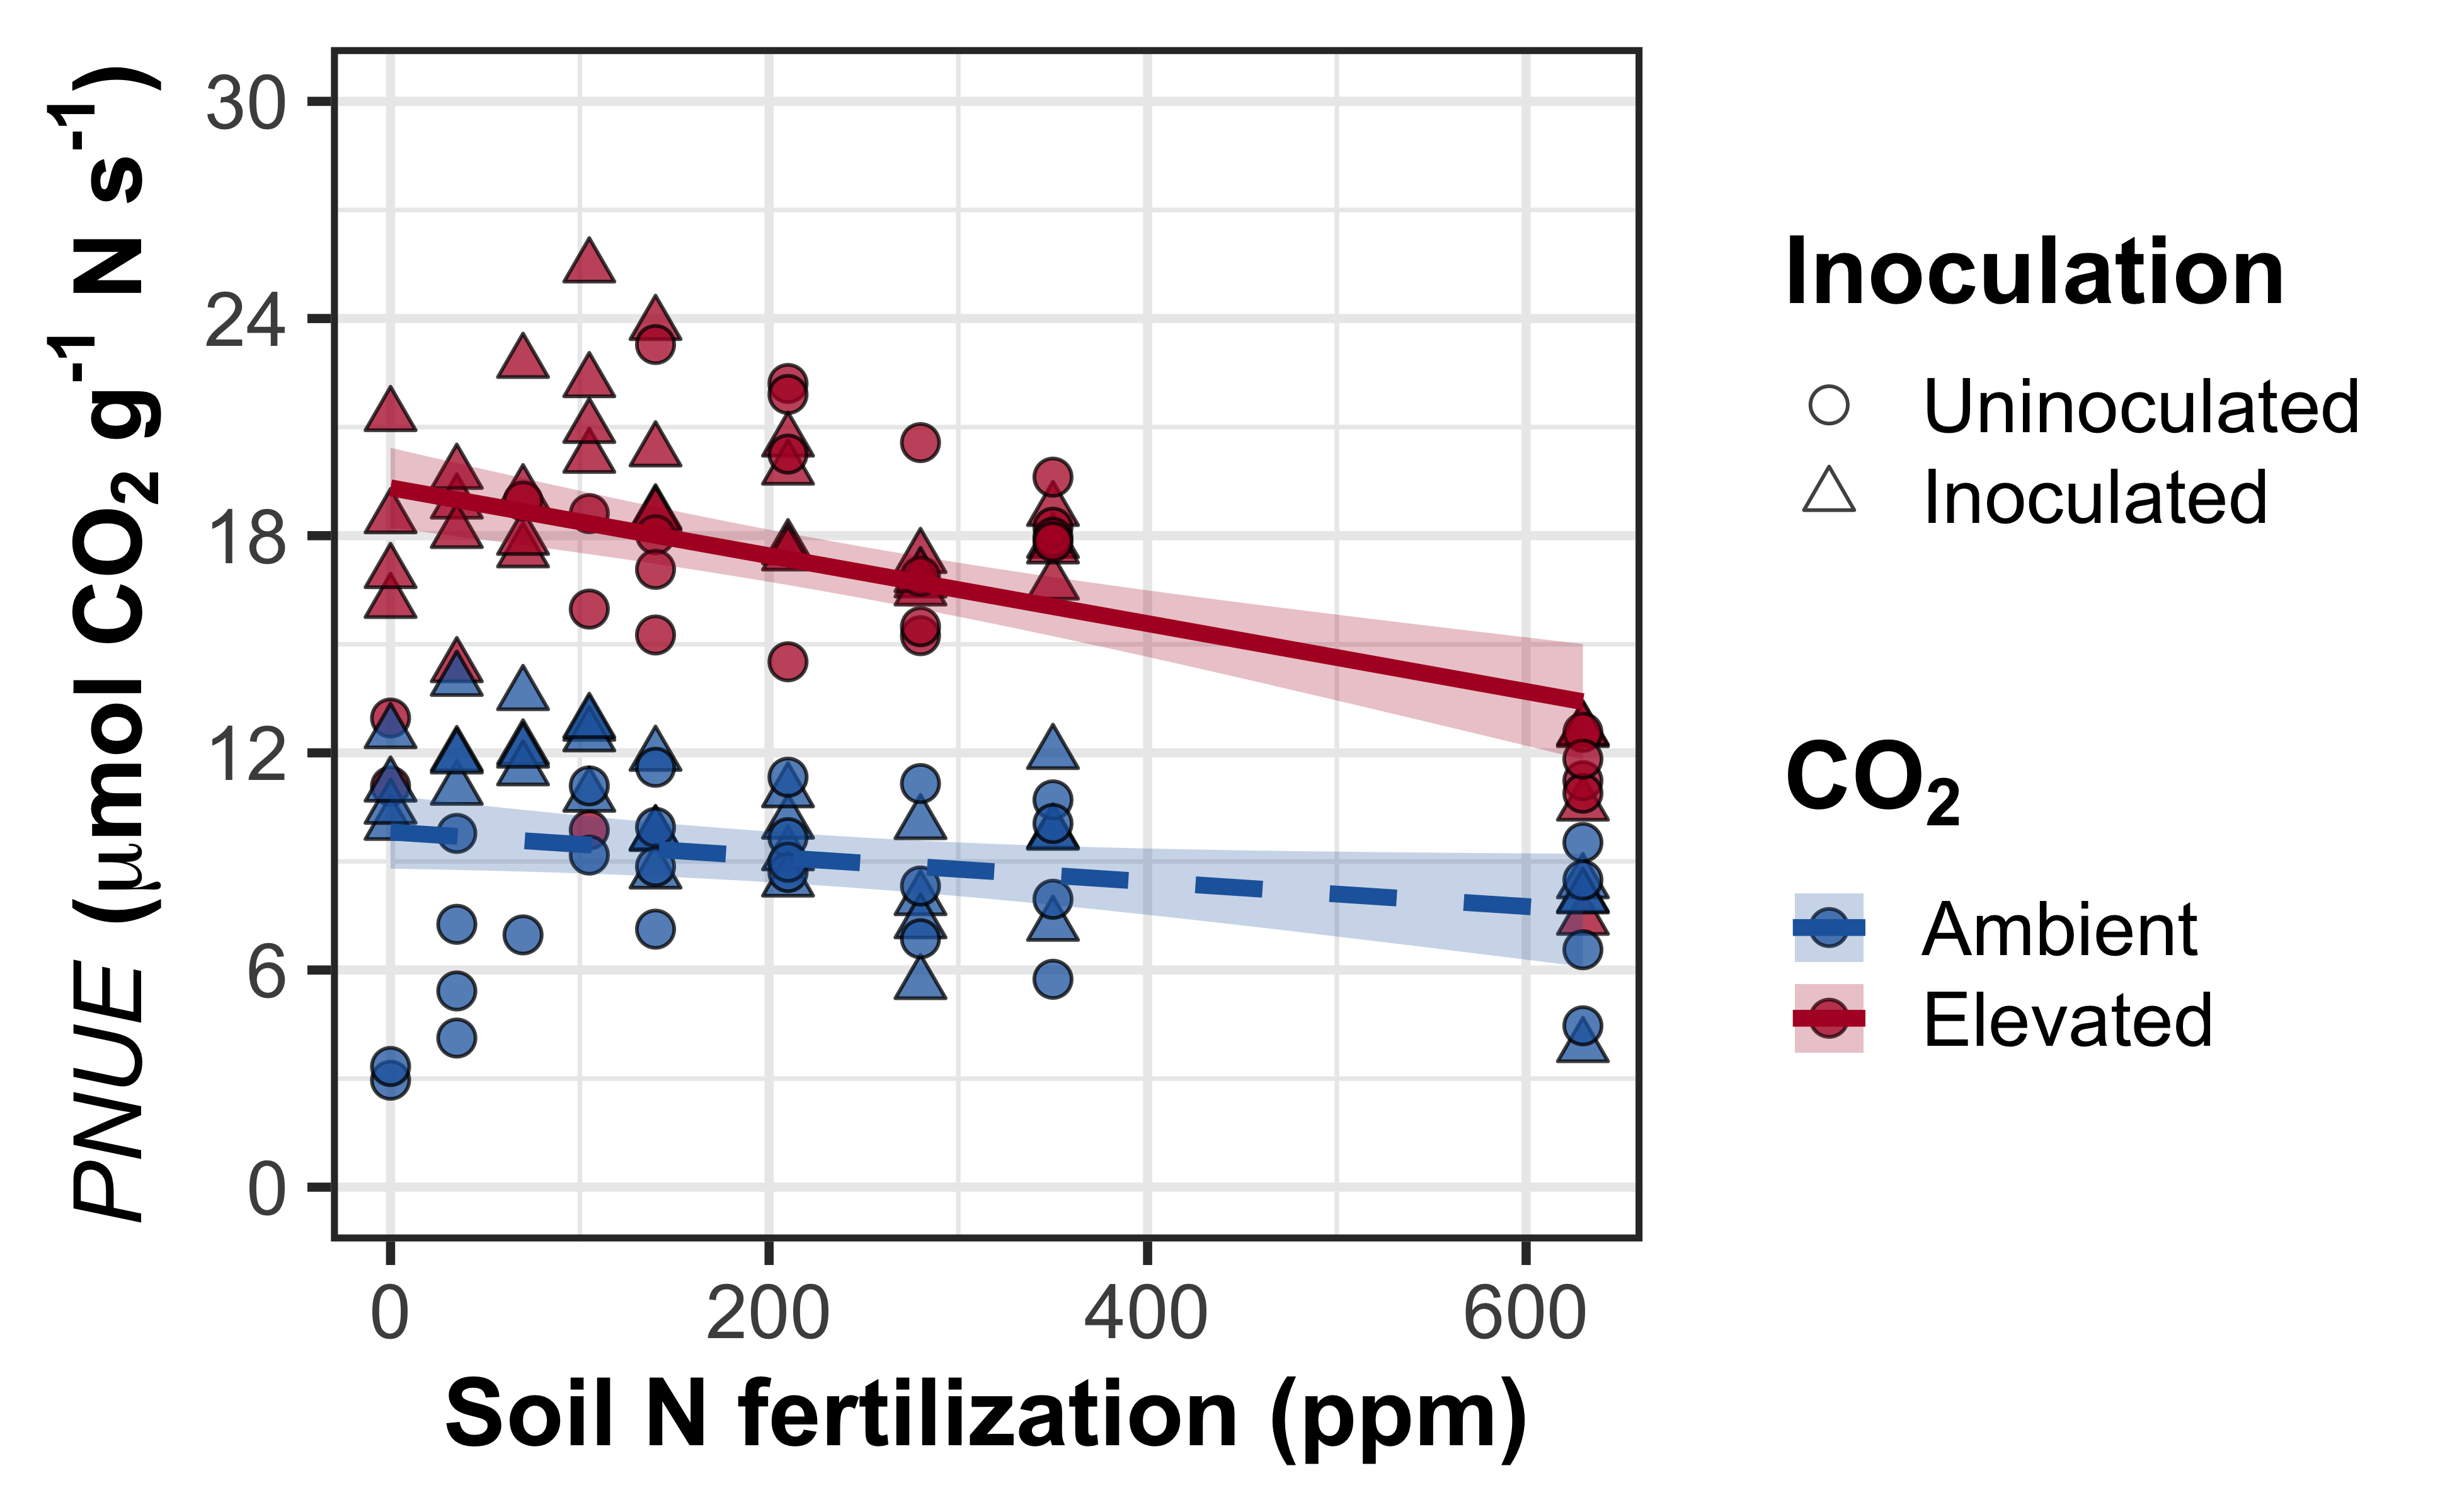 PNUE (μmol CO₂ g⁻¹ N s⁻¹)
30
24
18
12
6
0
0 200 400 600
Soil N fertilization (ppm)
Inoculation
Uninoculated
Inoculated
CO₂
Ambient
Elevated